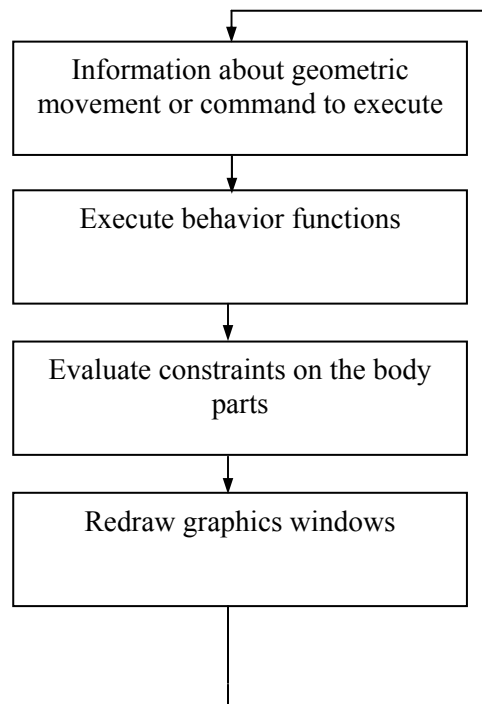 Information about geometric
movement or command to execute
Execute behavior functions
Evaluate constraints on the body
parts
Redraw graphics windows